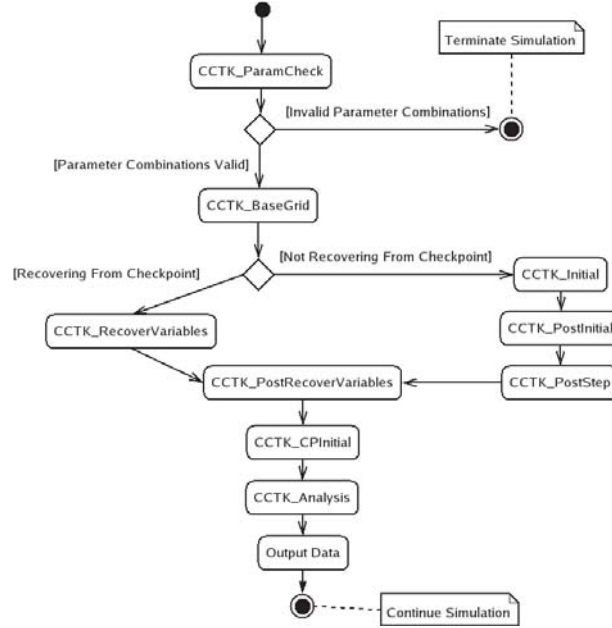 Terminate Simulation
CCTK_ParamCheck
[Invalid Parameter Combinations]
[Parameter Combinations Valid]
CCTK_BaseGrid
[Not Recovering From Checkpoint]
[Recovering From Checkpoint]
CCTK_Initial
CCTK_RecoverVariables
CCTK_PostInitial
CCTK_PostRecoverVariables
CCTK_PostStep
CCTK_CPInitial
CCTK_Analysis
Output Data
Continue Simulation